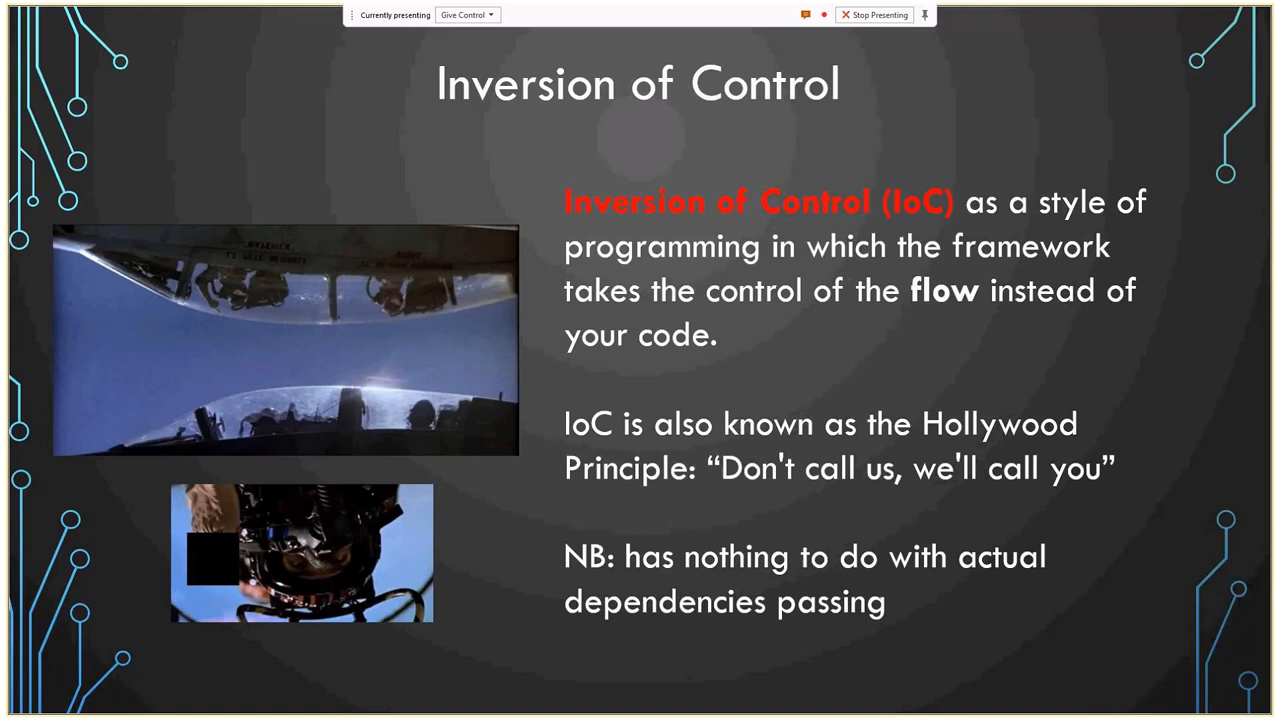 Currently presenting Give Control Stop Presenting
Inversion of Control
Inversion of Control (IoC) as a style of
programming in which the framework
takes the control of the flow instead of
your code.
IoC is also known as the Hollywood
Principle: “Don't call us, we'll call you”
NB: has nothing to do with actual
dependencies passing